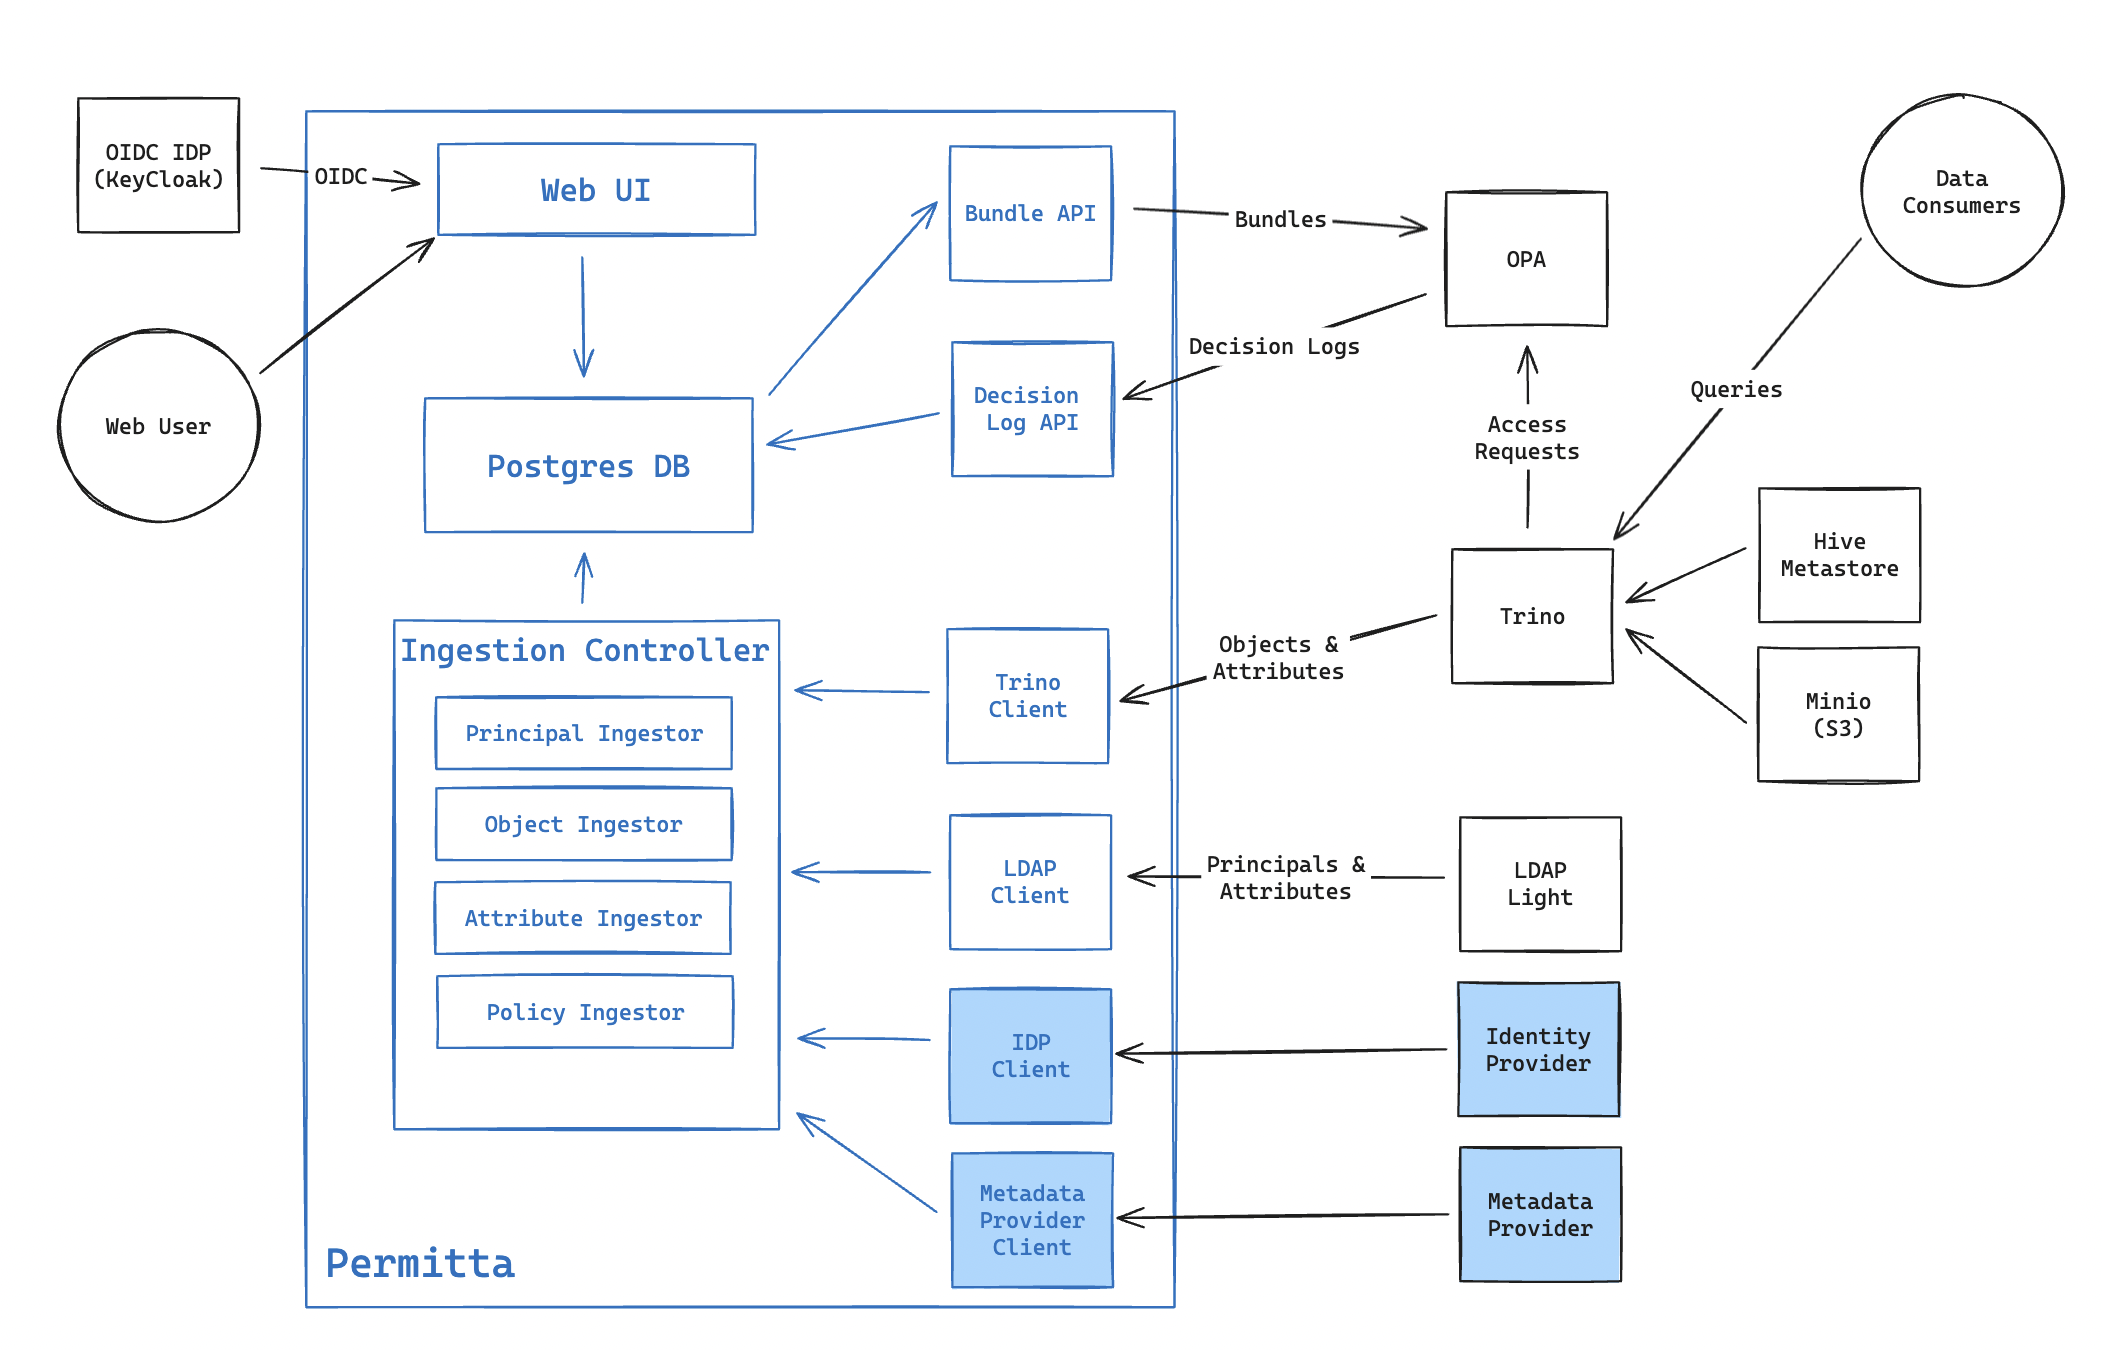 OIDC IDP
(KeyCloak)
OIDC
Web User
Web UI
Postgres DB
Ingestion Controller
Principal Ingestor
Object Ingestor
Attribute Ingestor
Policy Ingestor
Permitta
Bundle API
Decision
Log API
Trino
Client
LDAP
Client
IDP
Client
Metadata
Provider
Client
Bundles
Decision Logs
Objects &
Attributes
Principals &
Attributes
OPA
Access
Requests
Trino
LDAP
Light
Identity
Provider
Metadata
Provider
Data
Consumers
Queries
Hive
Metastore
Minio
(S3)